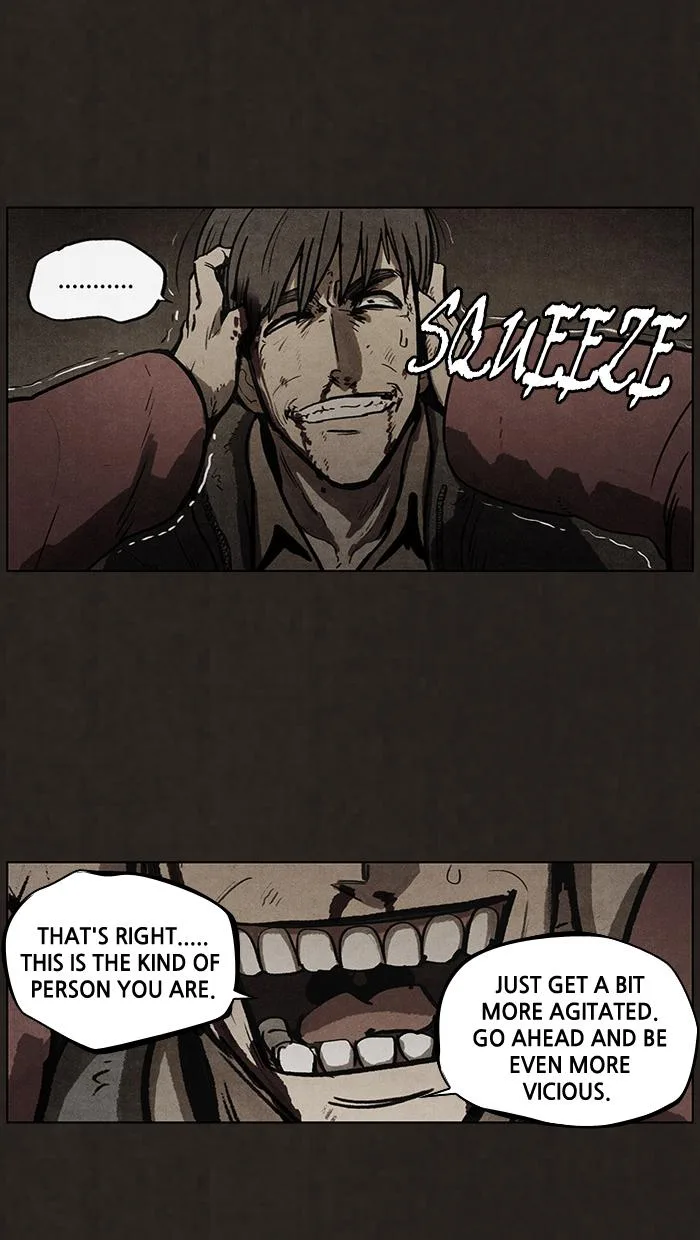 ...........
SQUEEZE
THAT'S RIGHT.....
THIS IS THE KIND OF
PERSON YOU ARE.
JUST GET A BIT
MORE AGITATED.
GO AHEAD AND BE
EVEN MORE
VICIOUS.